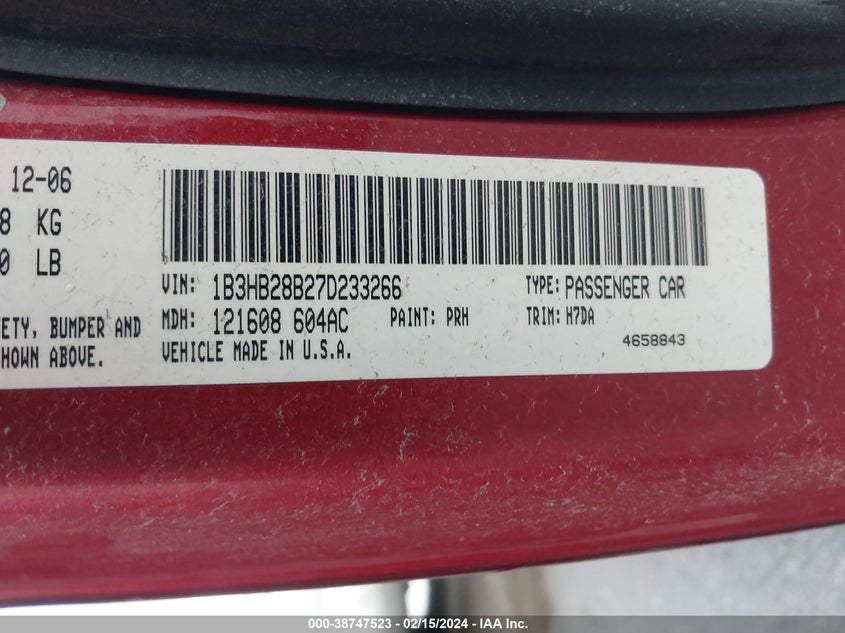 12-06
8 KG
0 LB
VIN: 1B3HB28B27D233266 TYPE: PASSENGER CAR
ETY, BUMPER AND MDH: 121608 604AC PAINT: PRH TRIM: H7DA
HOWN ABOVE. VEHICLE MADE IN U.S.A. 4658843
000-38747523 - 02/15/2024 - IAA Inc.